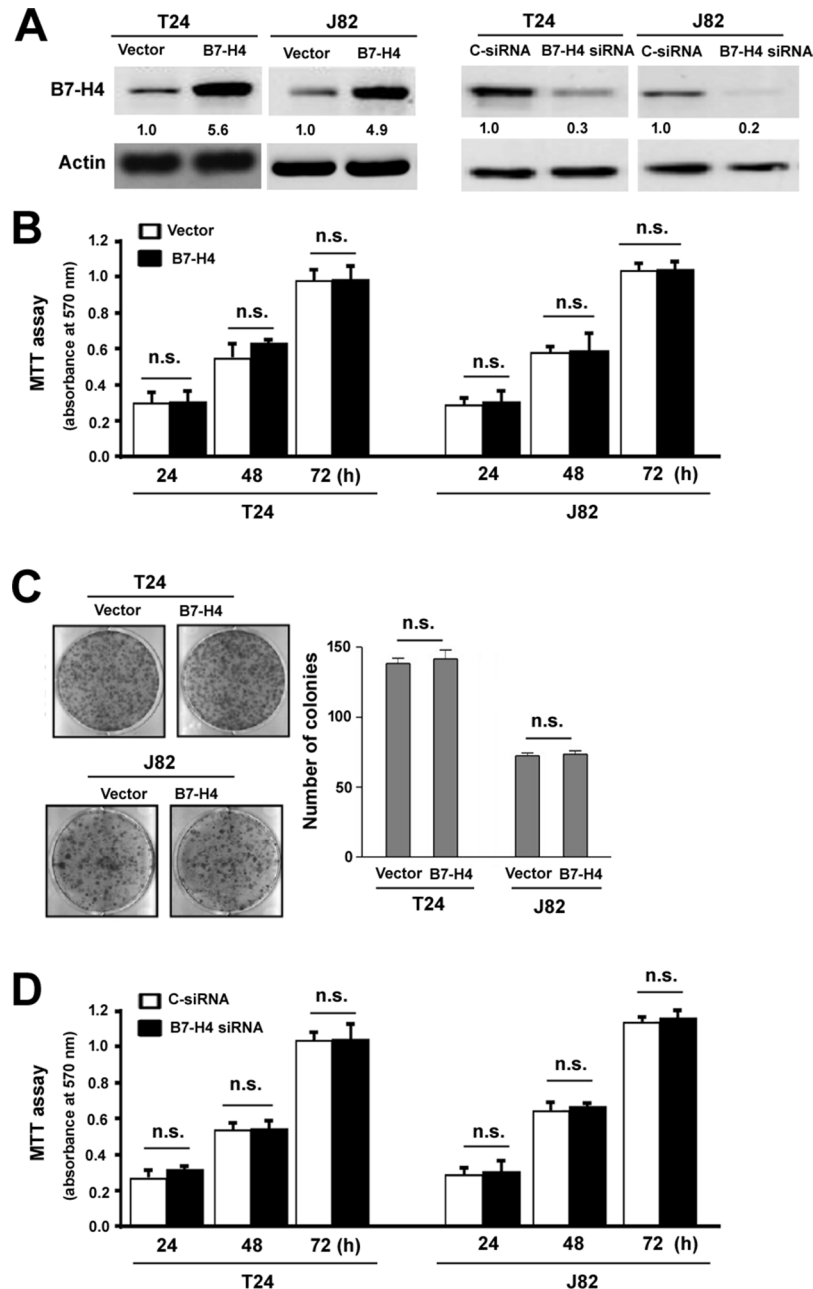 A
T24 J82 T24 J82
Vector B7-H4 Vector B7-H4 C-siRNA B7-H4 siRNA C-siRNA B7-H4 siRNA
B7-H4
1.0 5.6 1.0 4.9 1.0 0.3 1.0 0.2
Actin
B
Vector
B7-H4
MTT assay
(absorbance at 570 nm)
1.2
1.0
0.8
0.6
0.4
0.2
0.0
n.s. n.s. n.s. n.s. n.s. n.s.
24 48 72 (h) 24 48 72 (h)
T24 J82
C
T24
Vector B7-H4
J82
Vector B7-H4
Number of colonies
150
100
50
0
n.s. n.s.
Vector B7-H4 Vector B7-H4
T24 J82
D
C-siRNA
B7-H4 siRNA
MTT assay
(absorbance at 570 nm)
1.2
1.0
0.8
0.6
0.4
0.2
0.0
n.s. n.s. n.s. n.s. n.s. n.s.
24 48 72 (h) 24 48 72 (h)
T24 J82